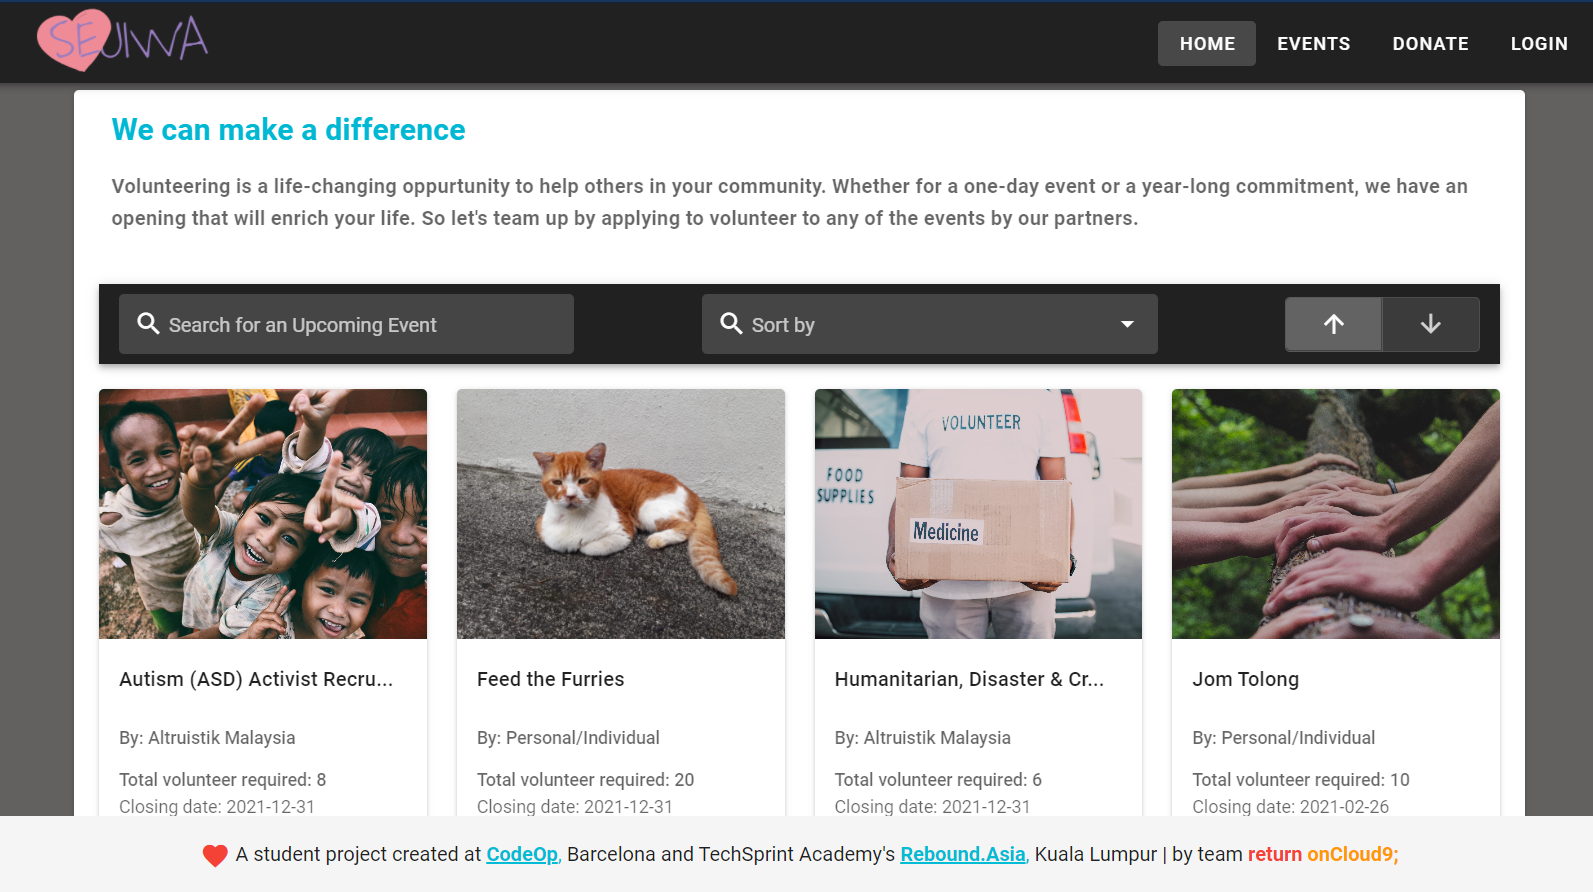 SEJIWA
HOME EVENTS DONATE LOGIN
We can make a difference
Volunteering is a life-changing oppurtunity to help others in your community. Whether for a one-day event or a year-long commitment, we have an
opening that will enrich your life. So let's team up by applying to volunteer to any of the events by our partners.
Search for an Upcoming Event
Sort by
VOLUNTEER
FOOD
SUPPLIES
Medicine
Autism (ASD) Activist Recru...
By: Altruistik Malaysia
Total volunteer required: 8
Closing date: 2021-12-31
Feed the Furries
By: Personal/Individual
Total volunteer required: 20
Closing date: 2021-12-31
Humanitarian, Disaster & Cr...
By: Altruistik Malaysia
Total volunteer required: 6
Closing date: 2021-12-31
Jom Tolong
By: Personal/Individual
Total volunteer required: 10
Closing date: 2021-02-26
A student project created at CodeOp, Barcelona and TechSprint Academy's Rebound.Asia, Kuala Lumpur | by team return onCloud9;